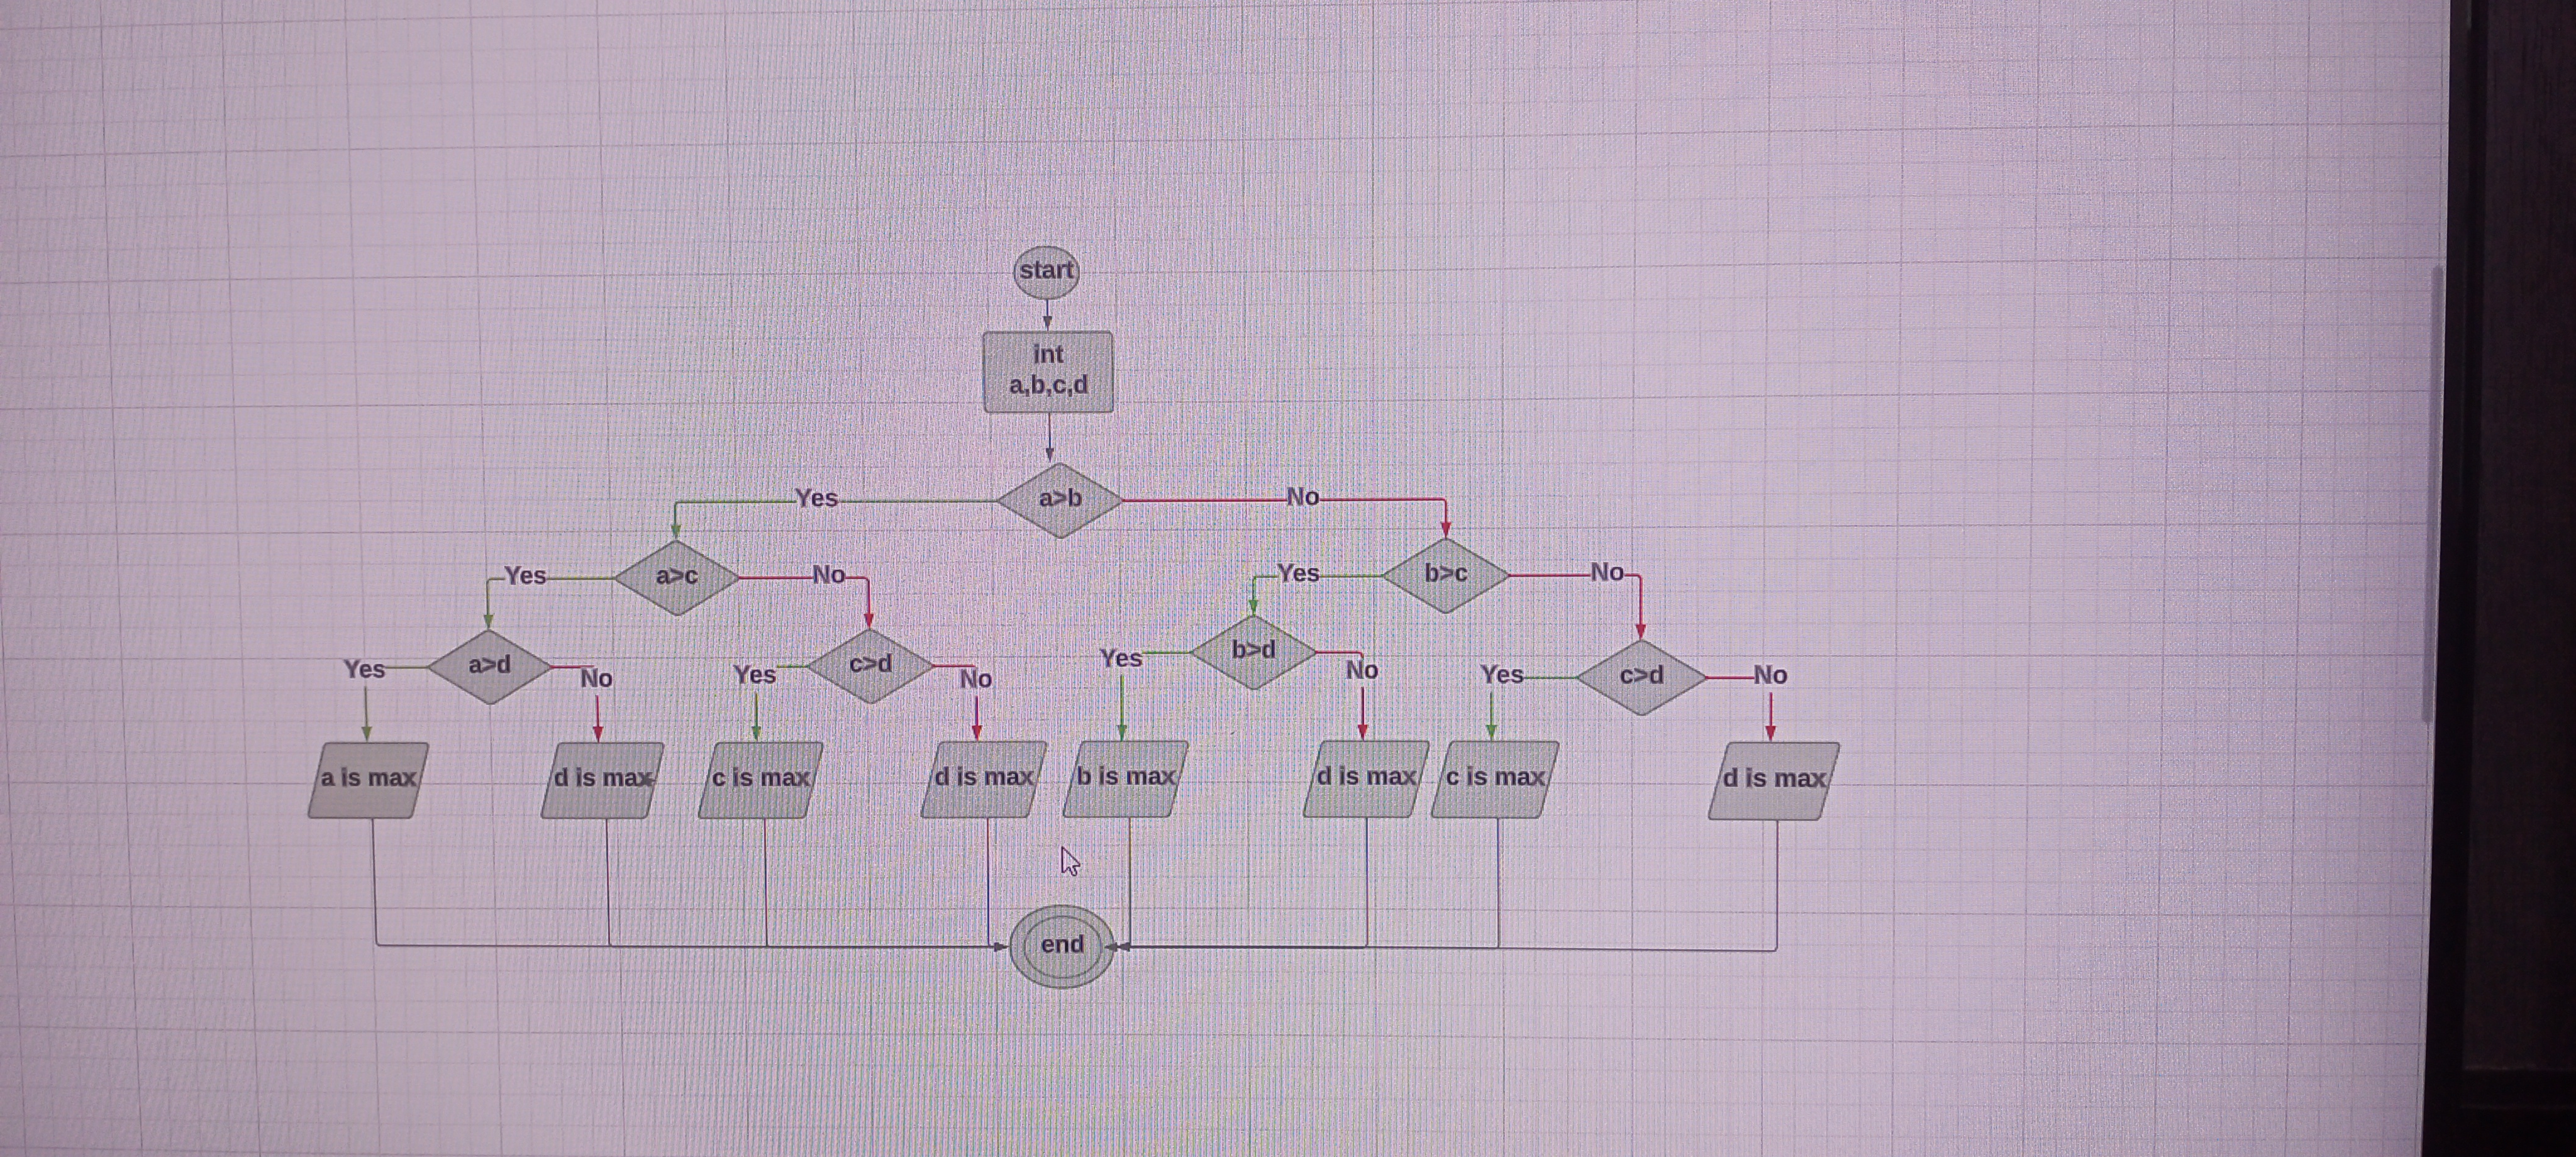 start
int
a,b,c,d
a>b
Yes
No
a>c
Yes
No
b>c
Yes
No
a>d
Yes
No
c>d
Yes
No
b>d
Yes
No
c>d
Yes
No
a is max
d is max
c is max
d is max
b is max
d is max
c is max
d is max
end